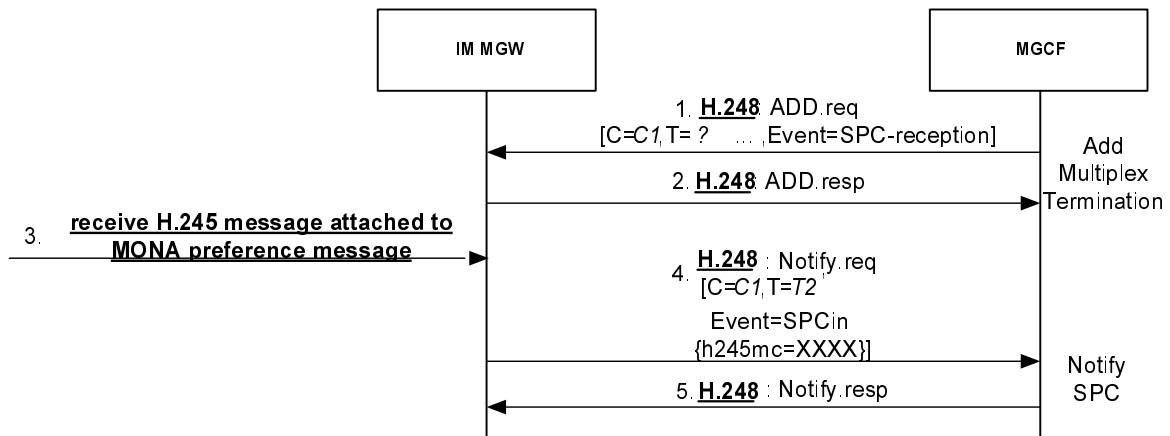 IM MGW
MGCF
1. H.248: ADD.req
[C=C1,T= ? ... ,Event=SPC-reception]
Add
Multiplex
Termination
2. H.248: ADD.resp
3. receive H.245 message attached to
MONA preference message
4. H.248 : Notify.req
[C=C1,T=T2 ,
Event=SPCin
{h245mc=XXXX}]
Notify
SPC
5. H.248 : Notify.resp